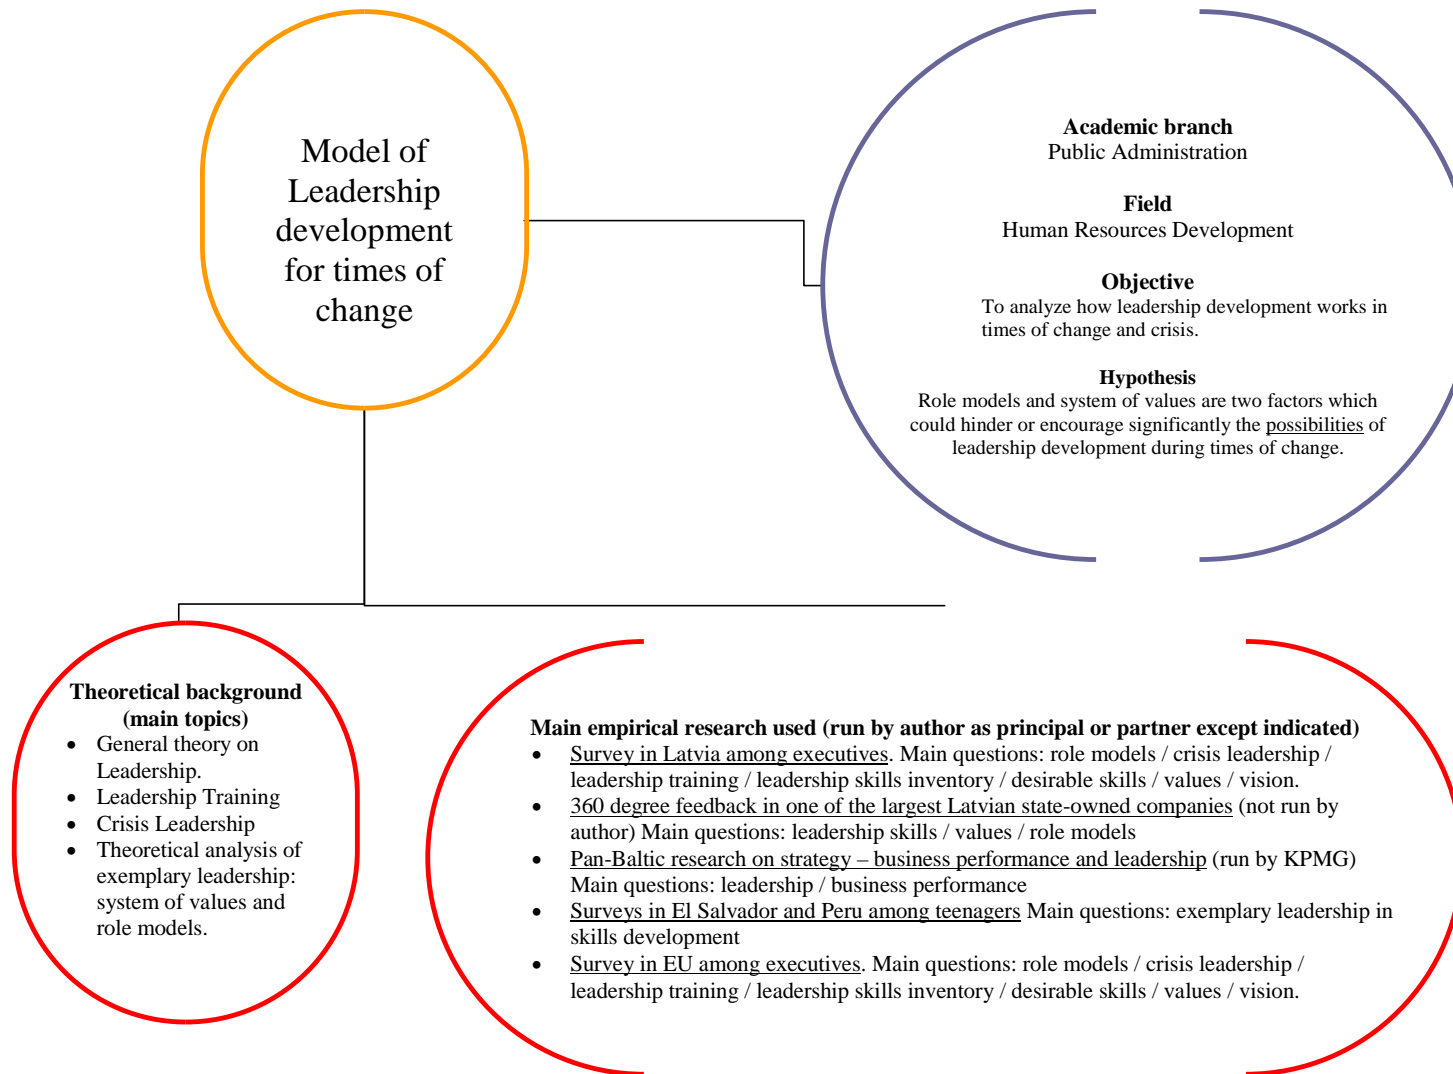 Model of
Leadership
development
for times of
change
Academic branch
Public Administration
Field
Human Resources Development
Objective
To analyze how leadership development works in
times of change and crisis.
Hypothesis
Role models and system of values are two factors which
could hinder or encourage significantly the possibilities of
leadership development during times of change.
Theoretical background
(main topics)
• General theory on
Leadership.
• Leadership Training
• Crisis Leadership
• Theoretical analysis of
exemplary leadership:
system of values and
role models.
Main empirical research used (run by author as principal or partner except indicated)
• Survey in Latvia among executives. Main questions: role models / crisis leadership /
leadership training / leadership skills inventory / desirable skills / values / vision.
• 360 degree feedback in one of the largest Latvian state-owned companies (not run by
author) Main questions: leadership skills / values / role models
• Pan-Baltic research on strategy – business performance and leadership (run by KPMG)
Main questions: leadership / business performance
• Surveys in El Salvador and Peru among teenagers Main questions: exemplary leadership in
skills development
• Survey in EU among executives. Main questions: role models / crisis leadership /
leadership training / leadership skills inventory / desirable skills / values / vision.